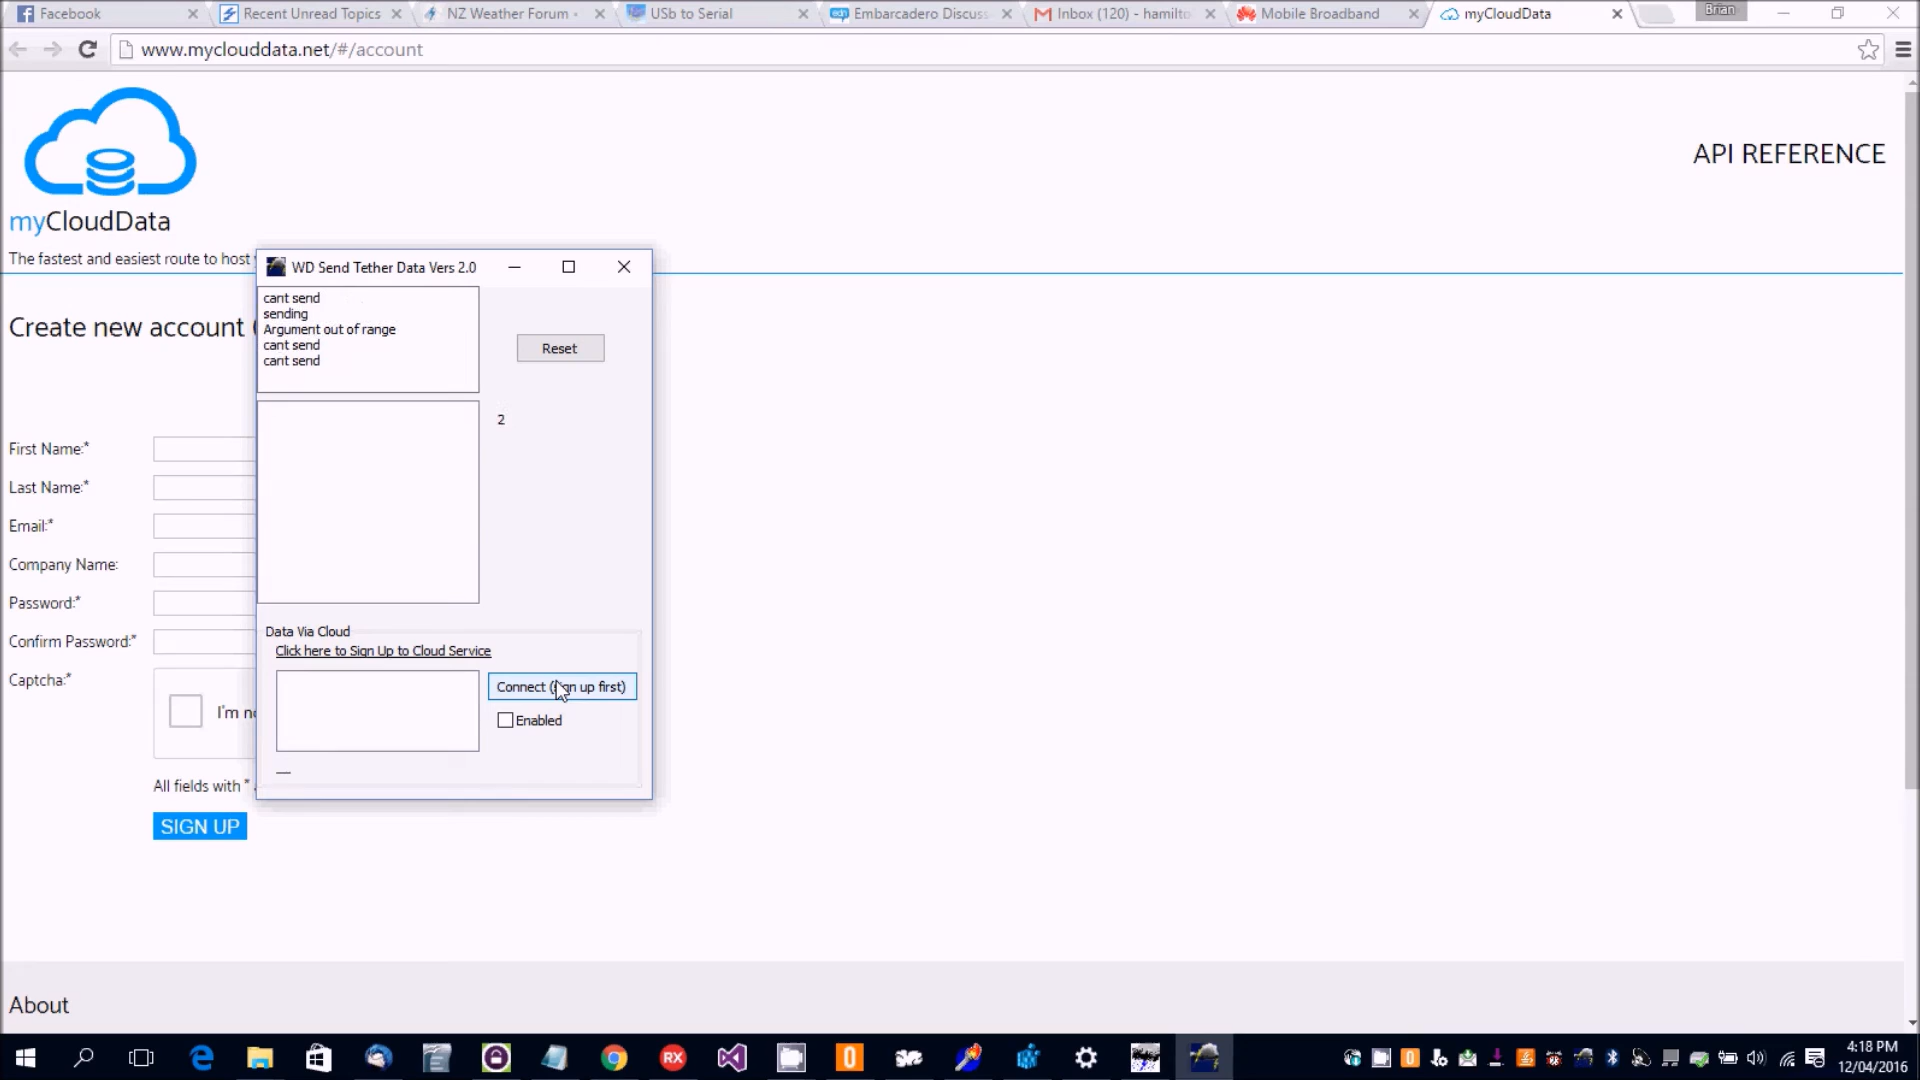 Facebook
Recent Unread Topics
NZ Weather Forum -
USb to Serial
Embarcadero Discuss
Inbox (120) - hamilto
Mobile Broadband
myCloudData
Brian
www.myclouddata.net/#/account
API REFERENCE
myCloudData
The fastest and easiest route to host
WD Send Tether Data Vers 2.0
cant send
sending
Argument out of range
cant send
cant send
Reset
2
Create new account
First Name:*
Last Name:*
Email:*
Company Name:
Password:*
Confirm Password:*
Captcha:*
I'm
Data Via Cloud
Click here to Sign Up to Cloud Service
Connect (sign up first)
Enabled
All fields with *
SIGN UP
About
4:18 PM
12/04/2016